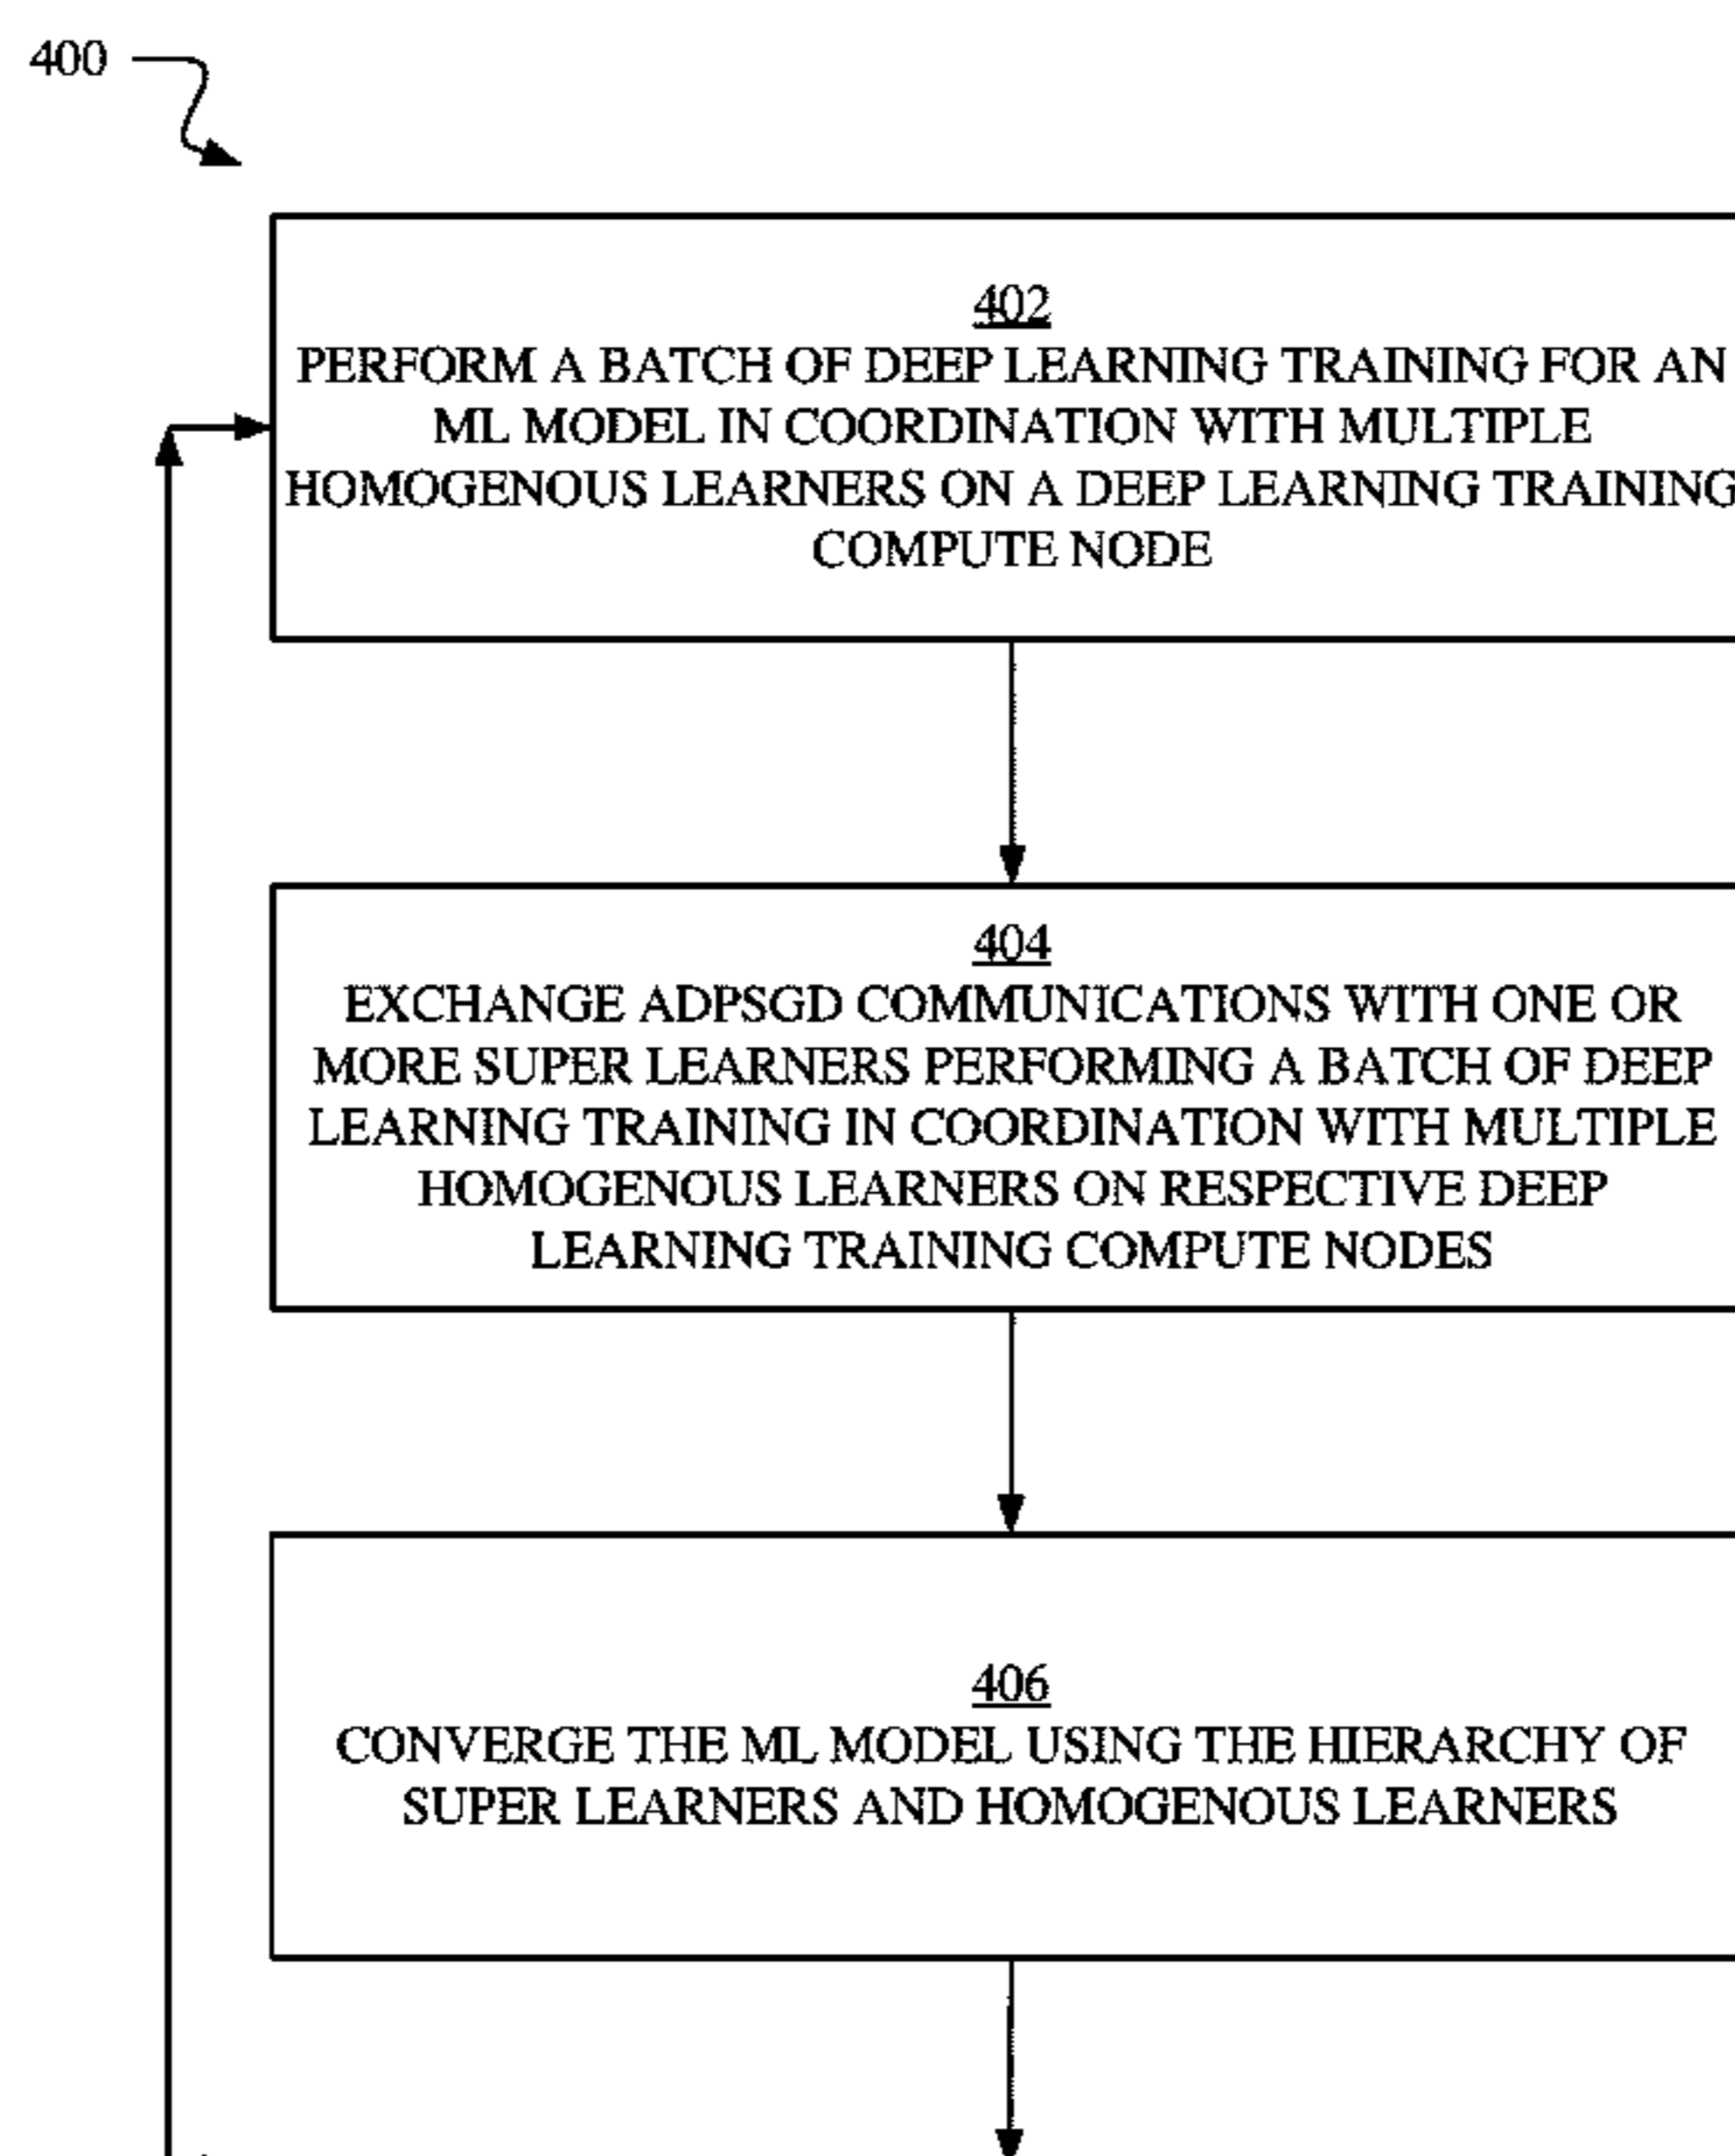 400
402
PERFORM A BATCH OF DEEP LEARNING TRAINING FOR AN
ML MODEL IN COORDINATION WITH MULTIPLE
HOMOGENOUS LEARNERS ON A DEEP LEARNING TRAINING
COMPUTE NODE
404
EXCHANGE ADPSGD COMMUNICATIONS WITH ONE OR
MORE SUPER LEARNERS PERFORMING A BATCH OF DEEP
LEARNING TRAINING IN COORDINATION WITH MULTIPLE
HOMOGENOUS LEARNERS ON RESPECTIVE DEEP
LEARNING TRAINING COMPUTE NODES
406
CONVERGE THE ML MODEL USING THE HIERARCHY OF
SUPER LEARNERS AND HOMOGENOUS LEARNERS